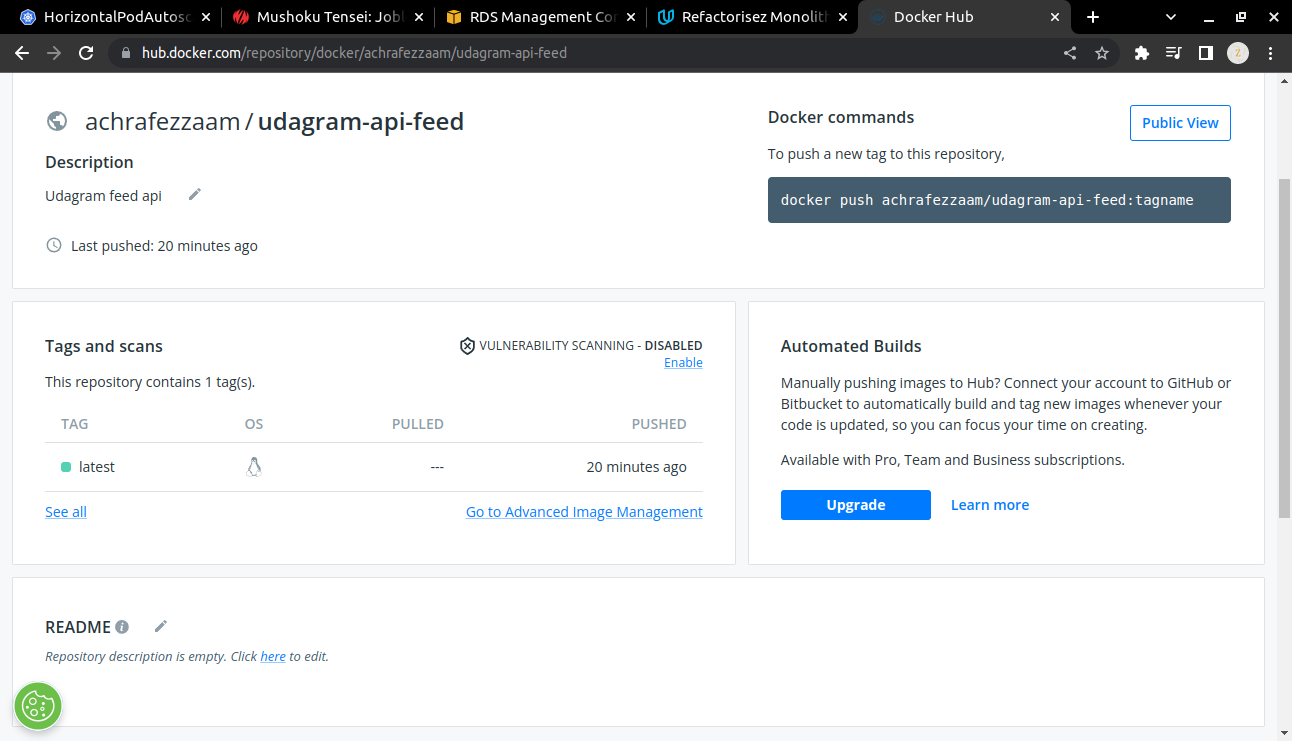 HorizontalPodAutosc
Mushoku Tensei: Jobl
RDS Management Con
Refactorisez Monolith
Docker Hub
hub.docker.com/repository/docker/achrafezzaam/udagram-api-feed
Z
achrafezzaam / udagram-api-feed
Description
Udagram feed api
Last pushed: 20 minutes ago
Docker commands
Public View
To push a new tag to this repository,
docker push achrafezzaam/udagram-api-feed:tagname
Tags and scans
VULNERABILITY SCANNING - DISABLED
Enable
This repository contains 1 tag(s).
TAG OS PULLED PUSHED
latest --- 20 minutes ago
See all
Go to Advanced Image Management
Automated Builds
Manually pushing images to Hub? Connect your account to GitHub or
Bitbucket to automatically build and tag new images whenever your
code is updated, so you can focus your time on creating.
Available with Pro, Team and Business subscriptions.
Upgrade
Learn more
README
Repository description is empty. Click here to edit.